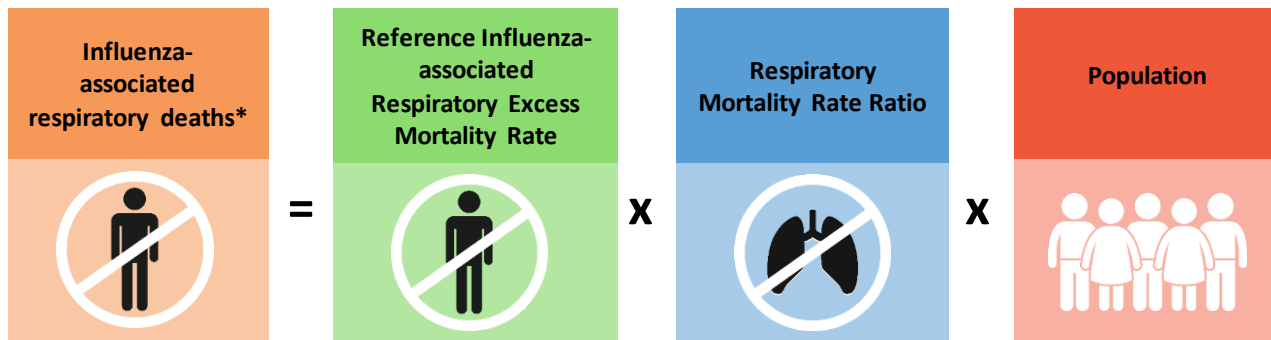 Influenza-
associated
respiratory deaths*
=
Reference Influenza-
associated
Respiratory Excess
Mortality Rate
x
Respiratory
Mortality Rate Ratio
x
Population